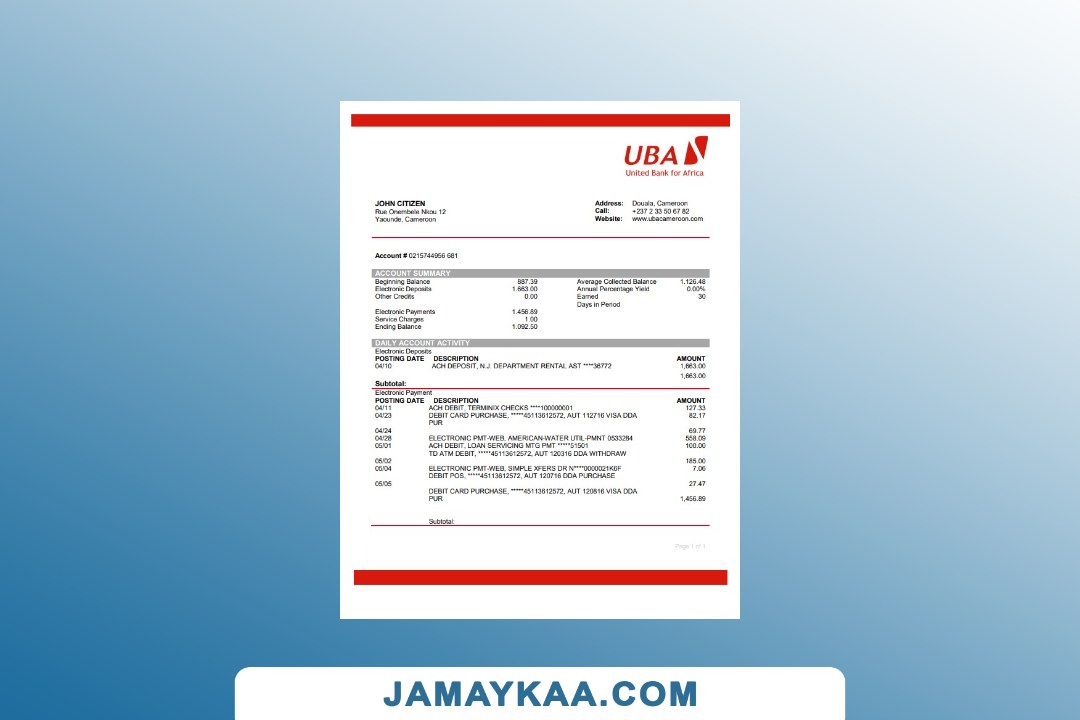 UBA
United Bank for Africa
JOHN CITIZEN
Rue Onembele Nkou 12
Yaounde, Cameroon
Address: Douala, Cameroon
Call: +237 2 33 50 67 82
Website: www.ubacameroon.com
Account # 0215744956 681
ACCOUNT SUMMARY
Beginning Balance 887.39 Average Collected Balance 1.126.48
Electronic Deposits 1.663.00 Annual Percentage Yield 0.00%
Other Credits 0.00 Earned 30
Days in Period
Electronic Payments 1.456.89
Service Charges 1.00
Ending Balance 1.092.50
DAILY ACCOUNT ACTIVITY
Electronic Deposits
POSTING DATE DESCRIPTION AMOUNT
04/10 ACH DEPOSIT, N.J. DEPARTMENT RENTAL AST ****38772 1,663.00
1,663.00
Subtotal:
Electronic Payment
POSTING DATE DESCRIPTION AMOUNT
04/11 ACH DEBIT, TERMINIX CHECKS ****100000001 127.33
04/23 DEBIT CARD PURCHASE, *****45113612572, AUT 112716 VISA DDA 82.17
PUR
04/24 69.77
04/28 ELECTRONIC PMT-WEB, AMERICAN-WATER UTIL-PMNT 0533284 558.09
05/01 ACH DEBIT, LOAN SERVICING MTG PMT *****51501 100.00
TD ATM DEBIT, *****45113612572, AUT 120316 DDA WITHDRAW
05/02 185.00
05/04 ELECTRONIC PMT-WEB, SIMPLE XFERS DR N****0000021K6F 7.06
DEBIT POS, *****45113612572, AUT 120716 DDA PURCHASE
05/05 27.47
DEBIT CARD PURCHASE, *****45113612572, AUT 120816 VISA DDA
PUR 1,456.89
Subtotal:
Page 1 of 1
JAMAYKAA.COM